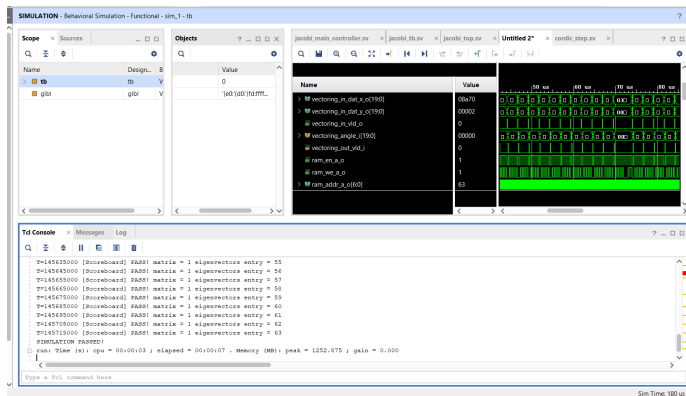 SIMULATION - Behavioral Simulation - Functional - sim_1 - tb
?
Scope × Sources
Name Design... B
tb tb V
glbl glbl V
Objects
? _ □ □ ×
Value
0
'{e0:'{fd0:'{fd:ffff...
jacobi_main_controller.sv × jacobi_tb.sv × jacobi_top.sv × Untitled 2* × cordic_step.sv ×
Name Value
vectoring_in_dat_x_o[19:0] 08a70
vectoring_in_dat_y_o[19:0] 00002
vectoring_in_vld_o 0
vectoring_angle_i[19:0] 00000
vectoring_out_vld_i 0
ram_en_a_o 1
ram_we_a_o 1
ram_addr_a_o[6:0] 63
50 us 60 us 70 us 80 us
Tcl Console × Messages Log
T=145635000 [Scoreboard] PASS! matrix = 1 eigenvectors entry = 55
T=145645000 [Scoreboard] PASS! matrix = 1 eigenvectors entry = 56
T=145655000 [Scoreboard] PASS! matrix = 1 eigenvectors entry = 57
T=145665000 [Scoreboard] PASS! matrix = 1 eigenvectors entry = 58
T=145675000 [Scoreboard] PASS! matrix = 1 eigenvectors entry = 59
T=145685000 [Scoreboard] PASS! matrix = 1 eigenvectors entry = 60
T=145695000 [Scoreboard] PASS! matrix = 1 eigenvectors entry = 61
T=145705000 [Scoreboard] PASS! matrix = 1 eigenvectors entry = 62
T=145715000 [Scoreboard] PASS! matrix = 1 eigenvectors entry = 63
SIMULATION PASSED!
run: Time (s): cpu = 00:00:03 ; elapsed = 00:00:07 . Memory (MB): peak = 1252.875 ; gain = 0.000
Type a Tcl command here
Sim Time: 180 us